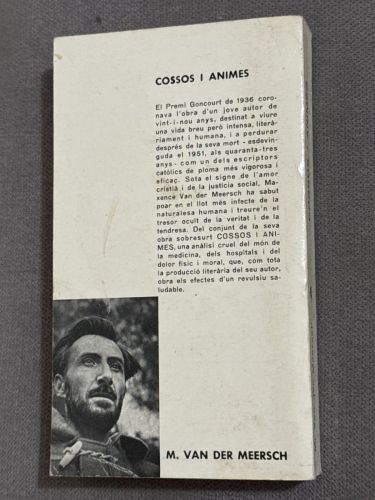 COSSOS I ANIMES
El Premi Goncourt de 1936 coro-
nava l'obra d'un jove autor de
vint-i-nou anys, destinat a viure
una vida breu però intensa, literà-
riament i humana, i a perdurar
després de la seva mort - esdevin-
guda el 1951, als quaranta-tres
anys - com un dels escriptors
catòlics de ploma més vigorosa i
eficaç. Sota el signe de l'amor
cristià i de la justícia social, Ma-
xence Van der Meersch ha sabut
poar en el llot més infecte de la
naturalesa humana i treure'n el
tresor ocult de la veritat i de la
tendresa. Del conjunt de la seva
obra sobresurt COSSOS I ANI-
MES, una anàlisi cruel del món de
la medicina, dels hospitals i del
dolor físic i moral, que, com tota
la producció literària del seu autor,
obra els efectes d'un revulsiu sa-
ludable.
M. VAN DER MEERSCH